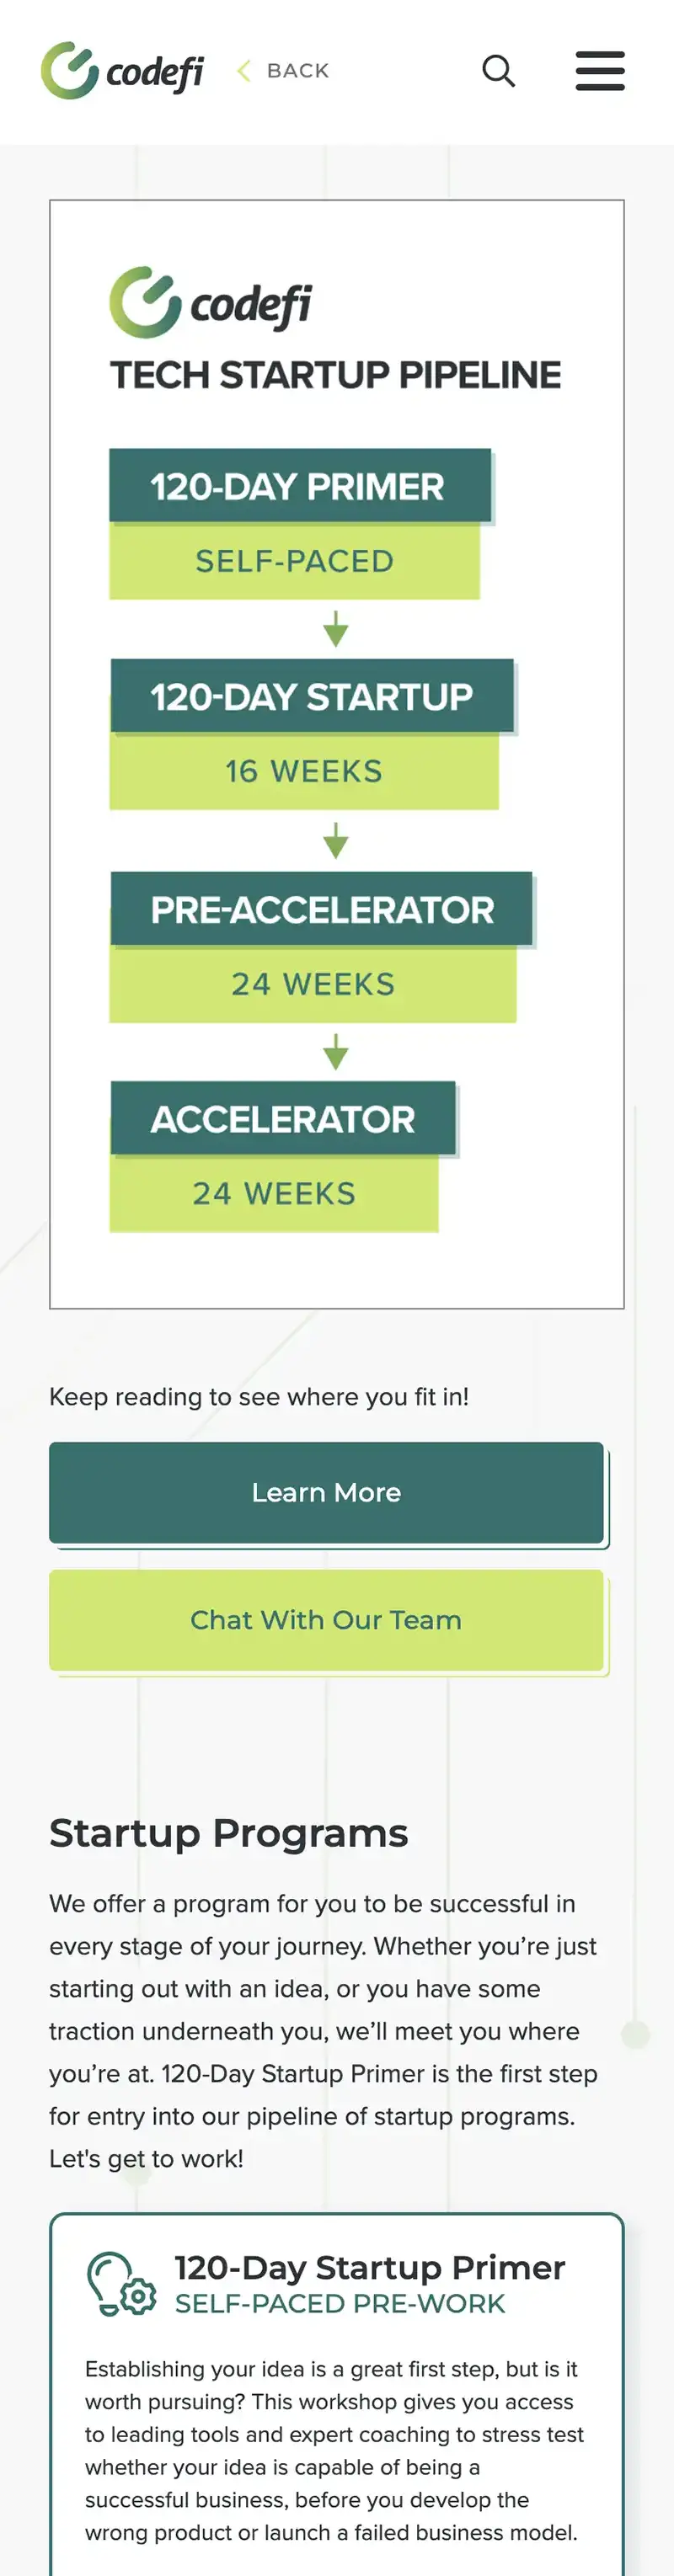 codefi BACK
codefi
TECH STARTUP PIPELINE
120-DAY PRIMER
SELF-PACED
120-DAY STARTUP
16 WEEKS
PRE-ACCELERATOR
24 WEEKS
ACCELERATOR
24 WEEKS
Keep reading to see where you fit in!
Learn More
Chat With Our Team
Startup Programs
We offer a program for you to be successful in
every stage of your journey. Whether you’re just
starting out with an idea, or you have some
traction underneath you, we’ll meet you where
you’re at. 120-Day Startup Primer is the first step
for entry into our pipeline of startup programs.
Let's get to work!
120-Day Startup Primer
SELF-PACED PRE-WORK
Establishing your idea is a great first step, but is it
worth pursuing? This workshop gives you access
to leading tools and expert coaching to stress test
whether your idea is capable of being a
successful business, before you develop the
wrong product or launch a failed business model.